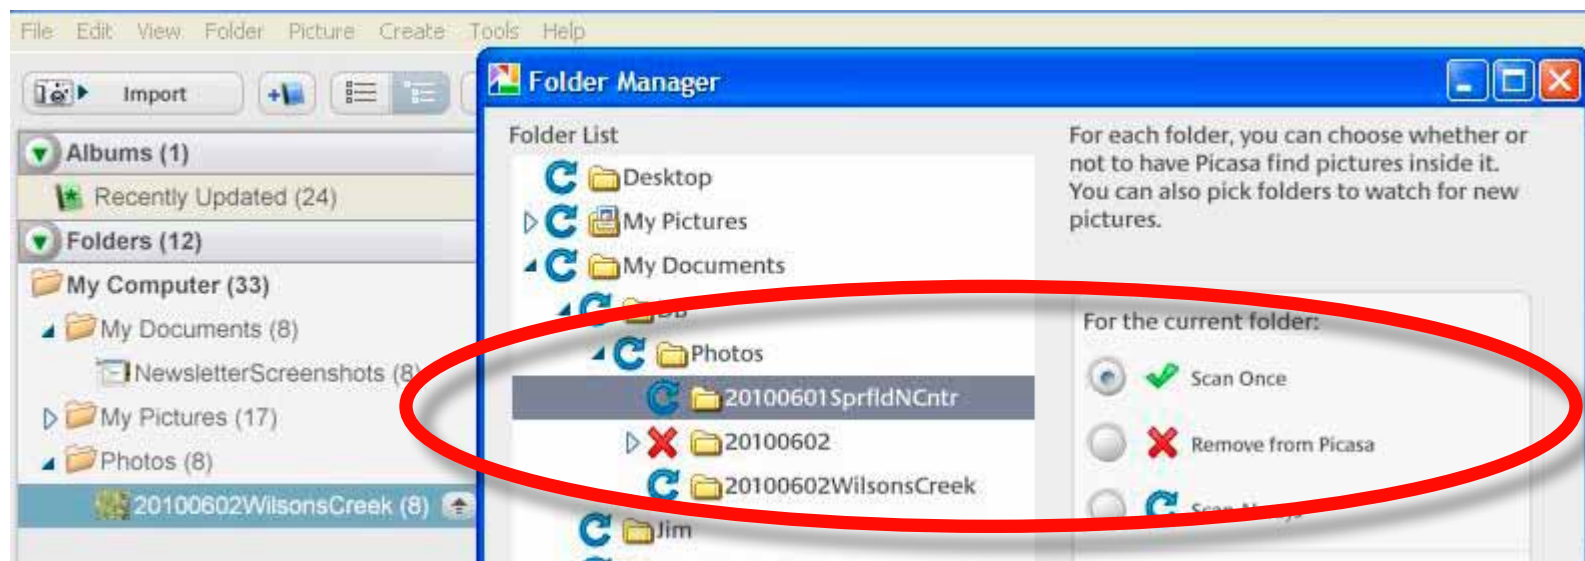 File Edit View Folder Picture Create Tools Help
Import
Albums (1)
Recently Updated (24)
Folders (12)
My Computer (33)
My Documents (8)
NewsletterScreenshots (8)
My Pictures (17)
Photos (8)
20100602WilsonsCreek (8)
Folder Manager
Folder List
Desktop
My Pictures
My Documents
Photos
20100601SprfldNCntr
20100602
20100602WilsonsCreek
Jim
For each folder, you can choose whether or
not to have Picasa find pictures inside it.
You can also pick folders to watch for new
pictures.
For the current folder:
Scan Once
Remove from Picasa
Scan